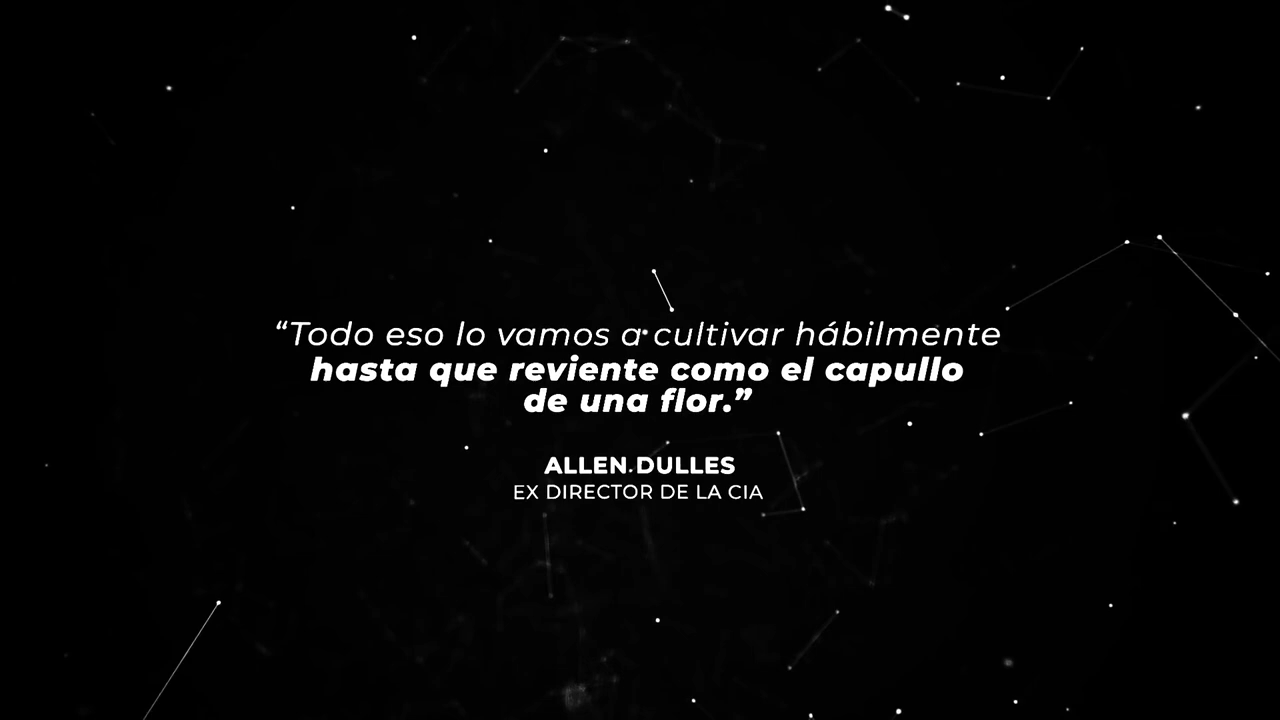 “Todo eso lo vamos a cultivar hábilmente
hasta que reviente como el capullo
de una flor.”
ALLEN DULLES
EX DIRECTOR DE LA CIA